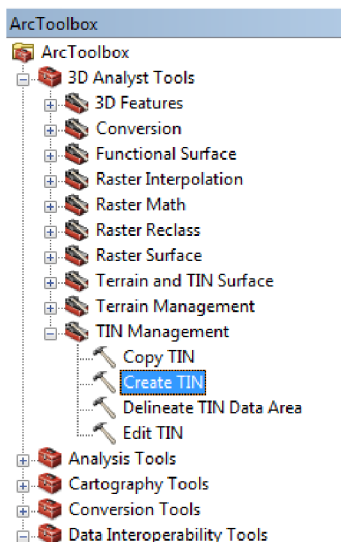 ArcToolbox
ArcToolbox
3D Analyst Tools
3D Features
Conversion
Functional Surface
Raster Interpolation
Raster Math
Raster Reclass
Raster Surface
Terrain and TIN Surface
Terrain Management
TIN Management
Copy TIN
Create TIN
Delineate TIN Data Area
Edit TIN
Analysis Tools
Cartography Tools
Conversion Tools
Data Interoperability Tools